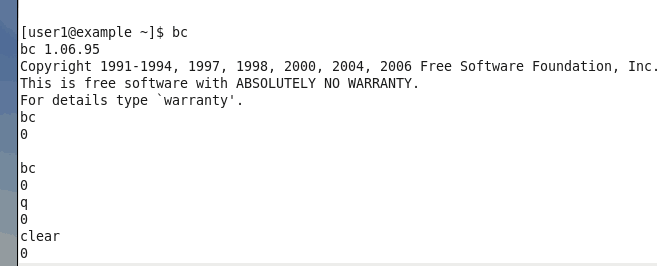 [user1@example ~]$ bc
bc 1.06.95
Copyright 1991-1994, 1997, 1998, 2000, 2004, 2006 Free Software Foundation, Inc.
This is free software with ABSOLUTELY NO WARRANTY.
For details type `warranty'.
bc
0
bc
0
q
0
clear
0